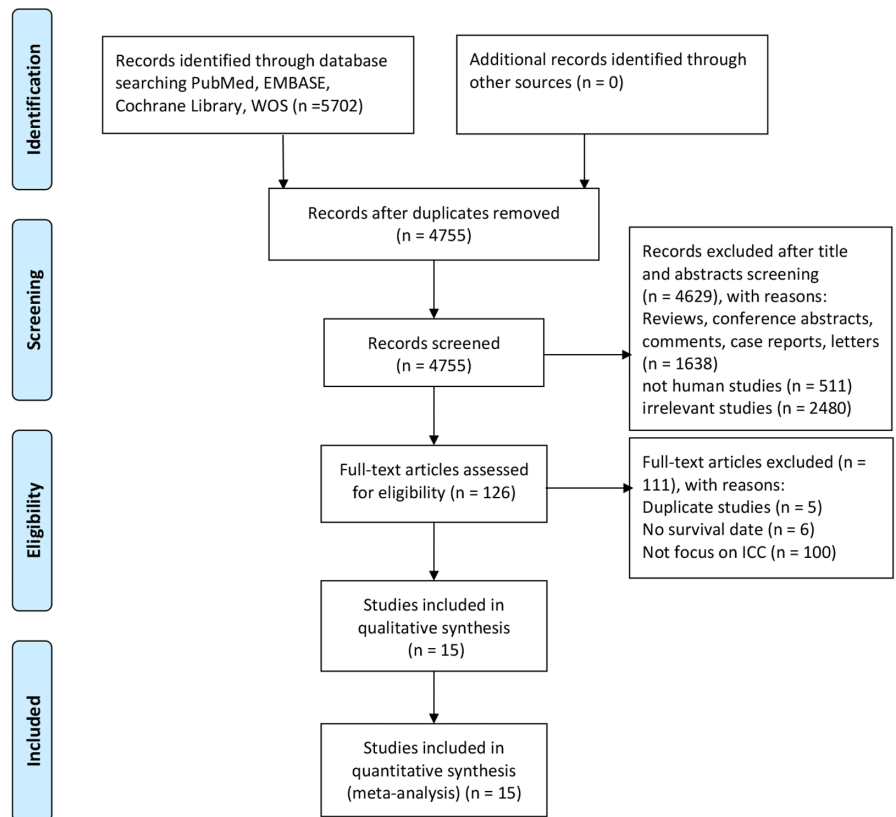 Identification
Records identified through database
searching PubMed, EMBASE,
Cochrane Library, WOS (n =5702)
Additional records identified through
other sources (n = 0)
Records after duplicates removed
(n = 4755)
Screening
Records screened
(n = 4755)
Records excluded after title
and abstracts screening
(n = 4629), with reasons:
Reviews, conference abstracts,
comments, case reports, letters
(n = 1638)
not human studies (n = 511)
irrelevant studies (n = 2480)
Eligibility
Full-text articles assessed
for eligibility (n = 126)
Full-text articles excluded (n =
111), with reasons:
Duplicate studies (n = 5)
No survival date (n = 6)
Not focus on ICC (n = 100)
Studies included in
qualitative synthesis
(n = 15)
Included
Studies included in
quantitative synthesis
(meta-analysis) (n = 15)